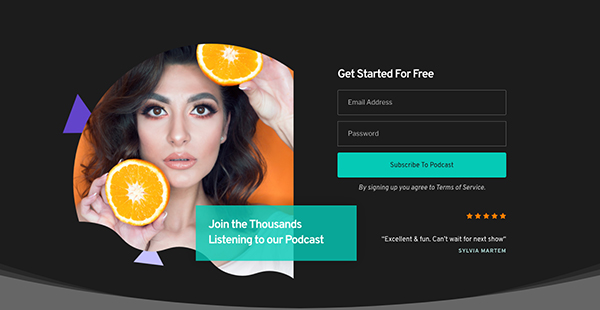 Get Started For Free
Email Address
Password
Subscribe To Podcast
By signing up you agree to Terms of Service.
Join the Thousands
Listening to our Podcast
"Excellent & fun. Can't wait for next show"
SYLVIA MARTEM